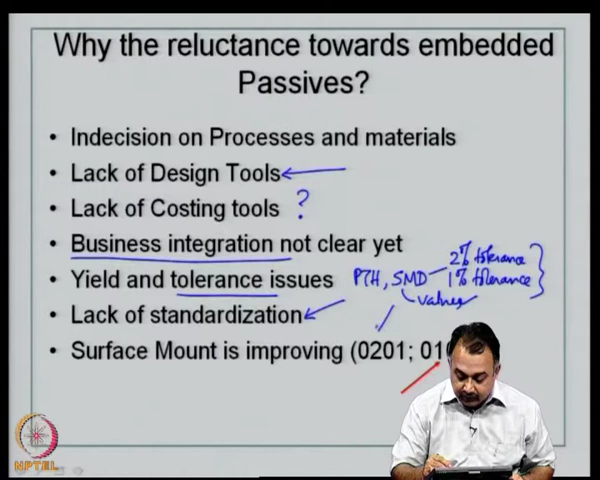 Why the reluctance towards embedded
Passives?
• Indecision on Processes and materials
• Lack of Design Tools
• Lack of Costing tools ?
• Business integration not clear yet
2% tolerance
• Yield and tolerance issues PTH, SMD 1% tolerance
values
• Lack of standardization
• Surface Mount is improving (0201;
NPTEL